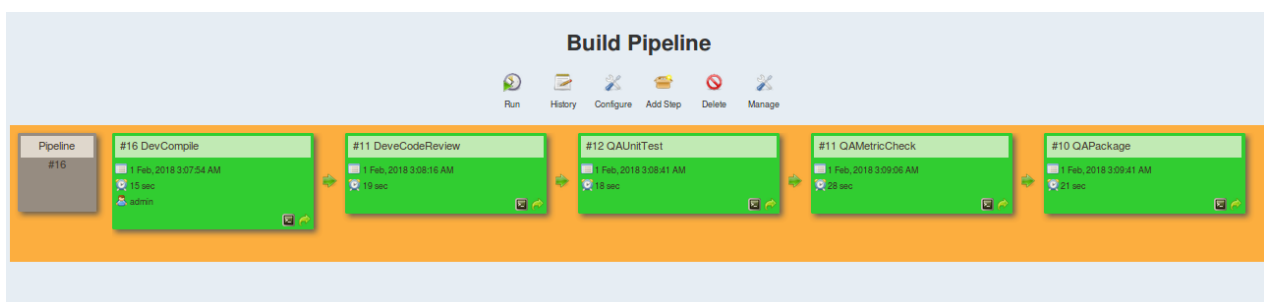 Build Pipeline
Run History Configure Add Step Delete Manage
Pipeline
#16
#16 DevCompile
1 Feb, 2018 3:07:54 AM
15 sec
admin
#11 DeveCodeReview
1 Feb, 2018 3:08:16 AM
19 sec
#12 QAUnitTest
1 Feb, 2018 3:08:41 AM
18 sec
#11 QAMetricCheck
1 Feb, 2018 3:09:06 AM
28 sec
#10 QAPackage
1 Feb, 2018 3:09:41 AM
21 sec